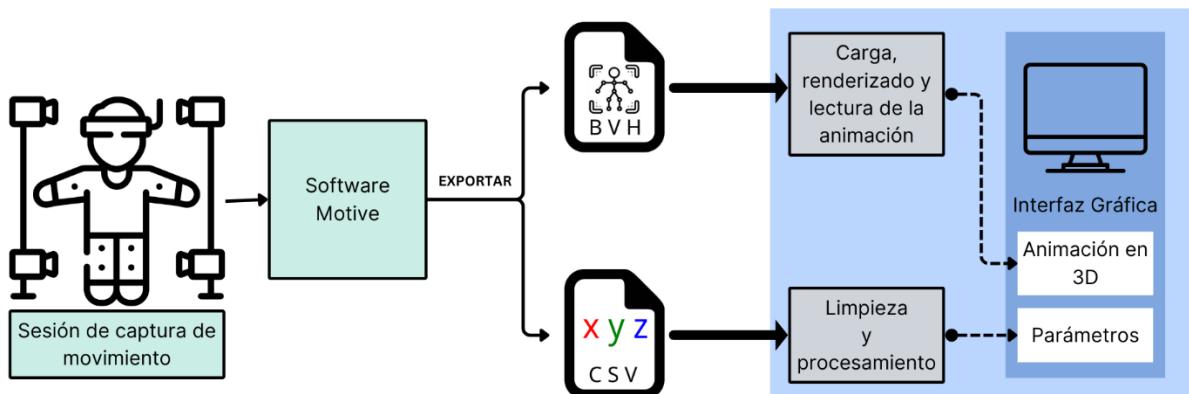 Sesión de captura de
movimiento
Software
Motive
EXPORTAR
B V H
x y z
C S V
Carga,
renderizado y
lectura de la
animación
Limpieza
y
procesamiento
Interfaz Gráfica
Animación en
3D
Parámetros